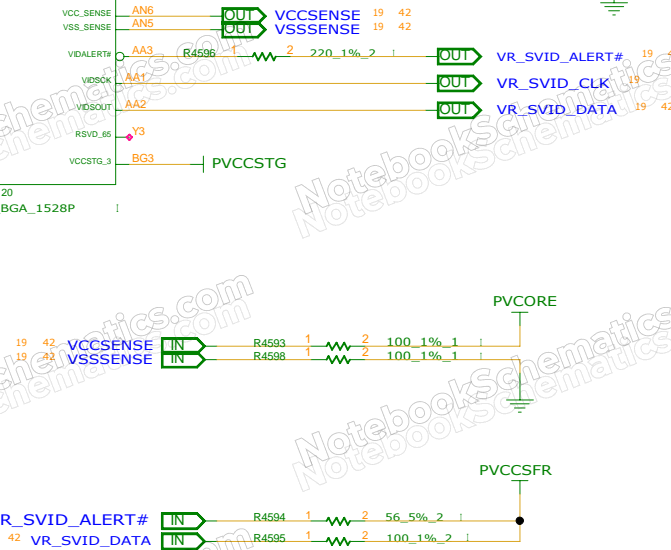 VCC_SENSE AN6 OUT VCCSENSE 19 42
VSS_SENSE AN5 OUT VSSSENSE 19 42
VIDALERT# AA3 R4596 1 2 220_1%_2 OUT VR_SVID_ALERT# 19
VIDSCK AA1 OUT VR_SVID_CLK 19
VIDSOUT AA2 OUT VR_SVID_DATA 19 42
RSVD_65 Y3
VCCSTG_3 BG3 PVCCSTG
20
BGA_1528P
NotebookSchematics.com
PVCORE
19 42 VCCSENSE IN R4593 1 2 100_1%_1
19 42 VSSSENSE IN R4598 1 2 100_1%_1
NotebookSchematics
PVCCSFR
R_SVID_ALERT# IN R4594 1 2 56_5%_2
42 VR_SVID_DATA IN R4595 1 2 100_1%_2